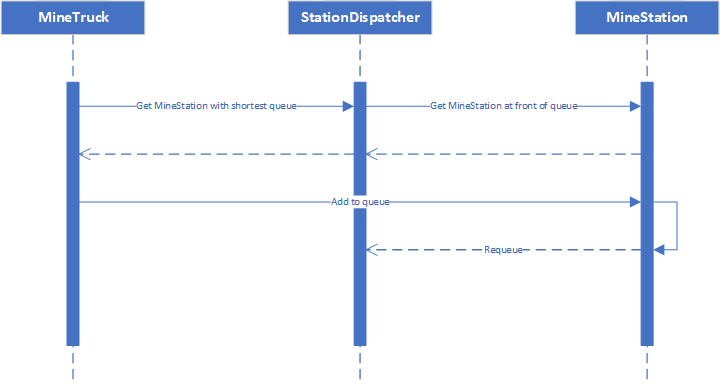 MineTruck
StationDispatcher
MineStation
Get MineStation with shortest queue
Get MineStation at front of queue
Add to queue
Requeue